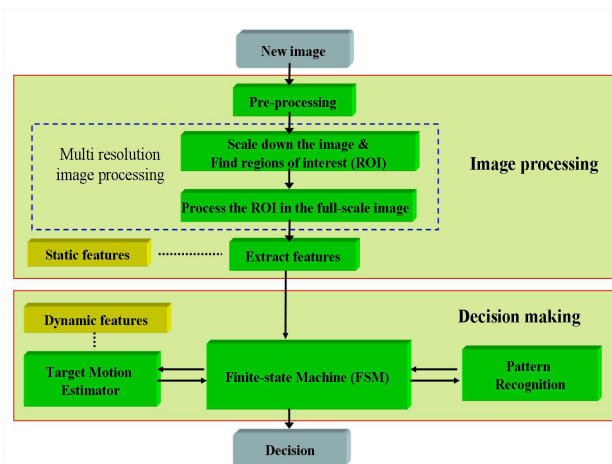 New image
Pre-processing
Multi resolution
image processing
Scale down the image &
Find regions of interest (ROI)
Image processing
Process the ROI in the full-scale image
Static features
Extract features
Decision making
Dynamic features
Target Motion
Estimator
Finite-state Machine (FSM)
Pattern
Recognition
Decision